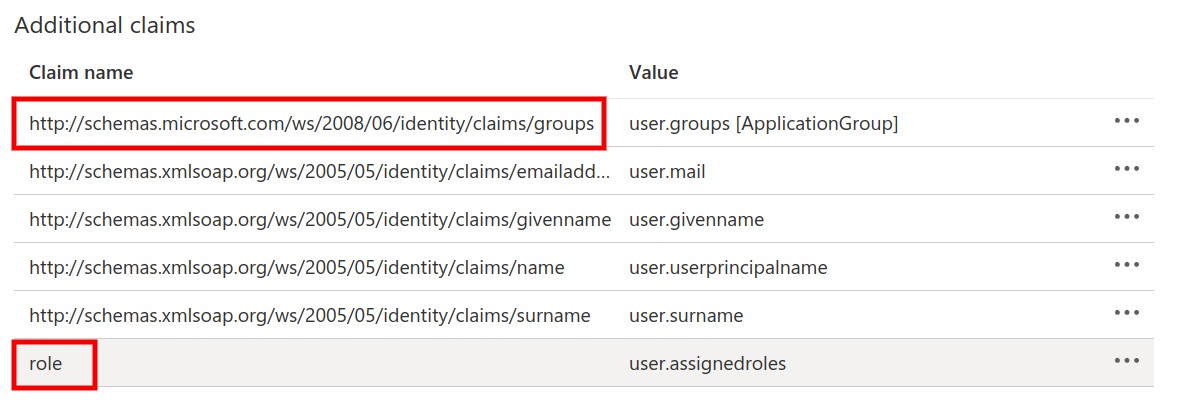 Additional claims
Claim name Value
http://schemas.microsoft.com/ws/2008/06/identity/claims/groups user.groups [ApplicationGroup]
http://schemas.xmlsoap.org/ws/2005/05/identity/claims/emailadd... user.mail
http://schemas.xmlsoap.org/ws/2005/05/identity/claims/givenname user.givenname
http://schemas.xmlsoap.org/ws/2005/05/identity/claims/name user.userprincipalname
http://schemas.xmlsoap.org/ws/2005/05/identity/claims/surname user.surname
role user.assignedroles